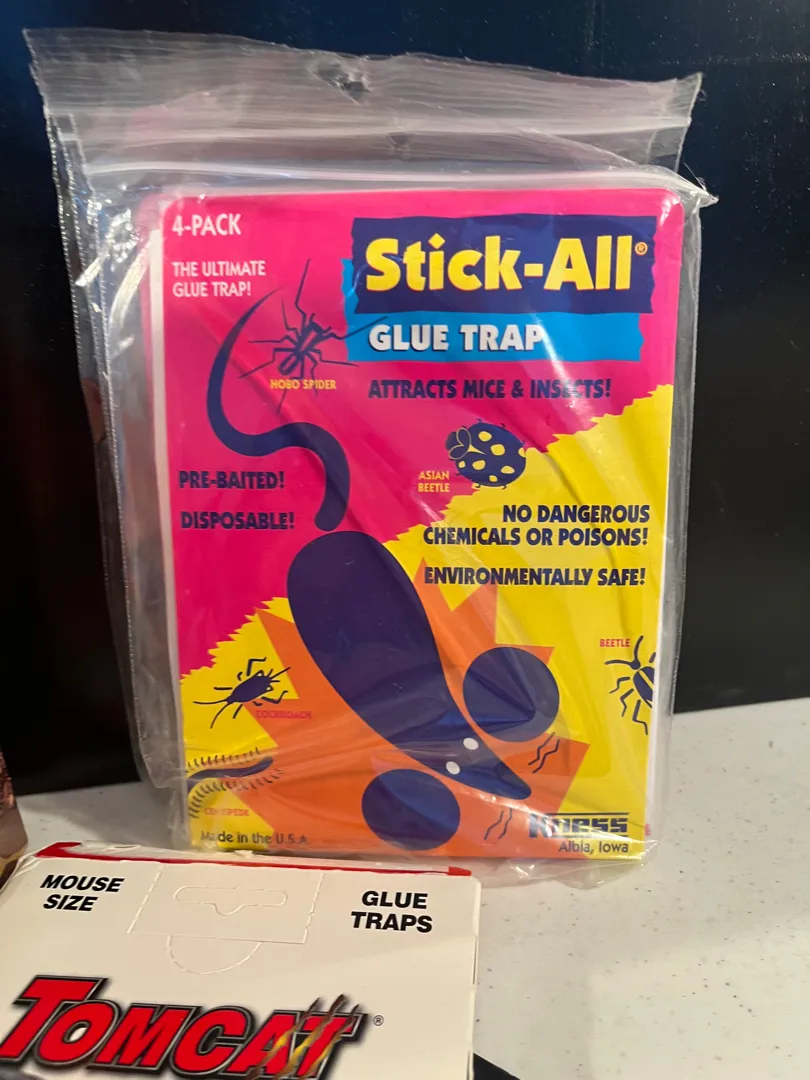 4-PACK
THE ULTIMATE
GLUE TRAP!
Stick-All®
GLUE TRAP
HOBO SPIDER
ATTRACTS MICE & INSECTS!
ASIAN
BEETLE
PRE-BAITED!
DISPOSABLE!
NO DANGEROUS
CHEMICALS OR POISONS!
ENVIRONMENTALLY SAFE!
BEETLE
COCKROACH
CENTIPEDE
Made in the U.S.A.
Kness
Albia, Iowa
MOUSE
SIZE
GLUE
TRAPS
TOMCAT®